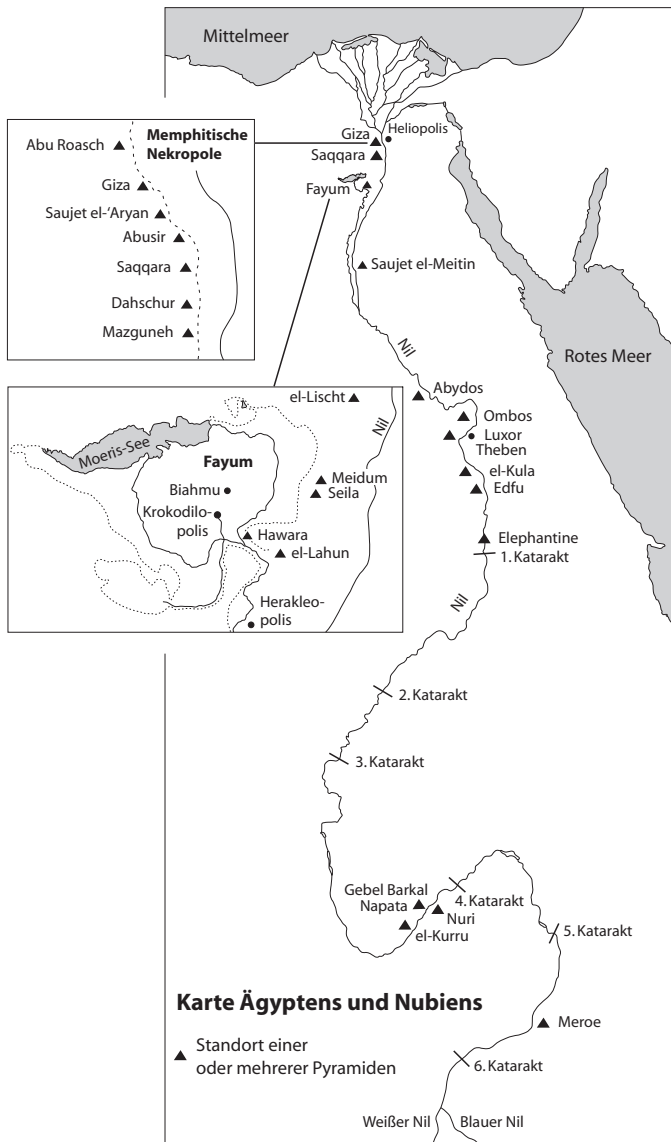 Mittelmeer
Giza
Heliopolis
Saqqara
Fayum
Memphitische
Nekropole
Abu Roasch
Giza
Saujet el-‘Aryan
Abusir
Saqqara
Dahschur
Mazguneh
Saujet el-Meitin
Nil
Rotes Meer
Abydos
Ombos
Luxor
Theben
el-Kula
Edfu
Elephantine
1. Katarakt
Nil
el-Lischt
Nil
Moeris-See
Fayum
Meidum
Seila
Biahmu
Krokodilo-
polis
Hawara
el-Lahun
Herakleo-
polis
2. Katarakt
3. Katarakt
Gebel Barkal
Napata
4. Katarakt
Nuri
el-Kurru
5. Katarakt
Karte Ägyptens und Nubiens
Standort einer
oder mehrerer Pyramiden
Meroe
6. Katarakt
Weißer Nil
Blauer Nil